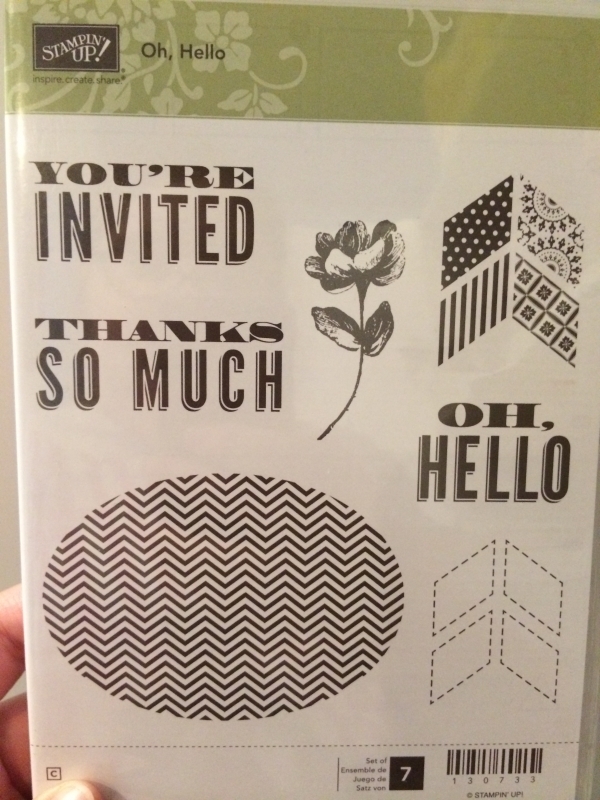 STAMPIN' UP!
inspire.create.share.®
Oh, Hello
YOU'RE
INVITED
THANKS
SO MUCH
OH,
HELLO
C
Set of
Ensemble de
Juego de
Satz von
7
130733
© STAMPIN' UP!